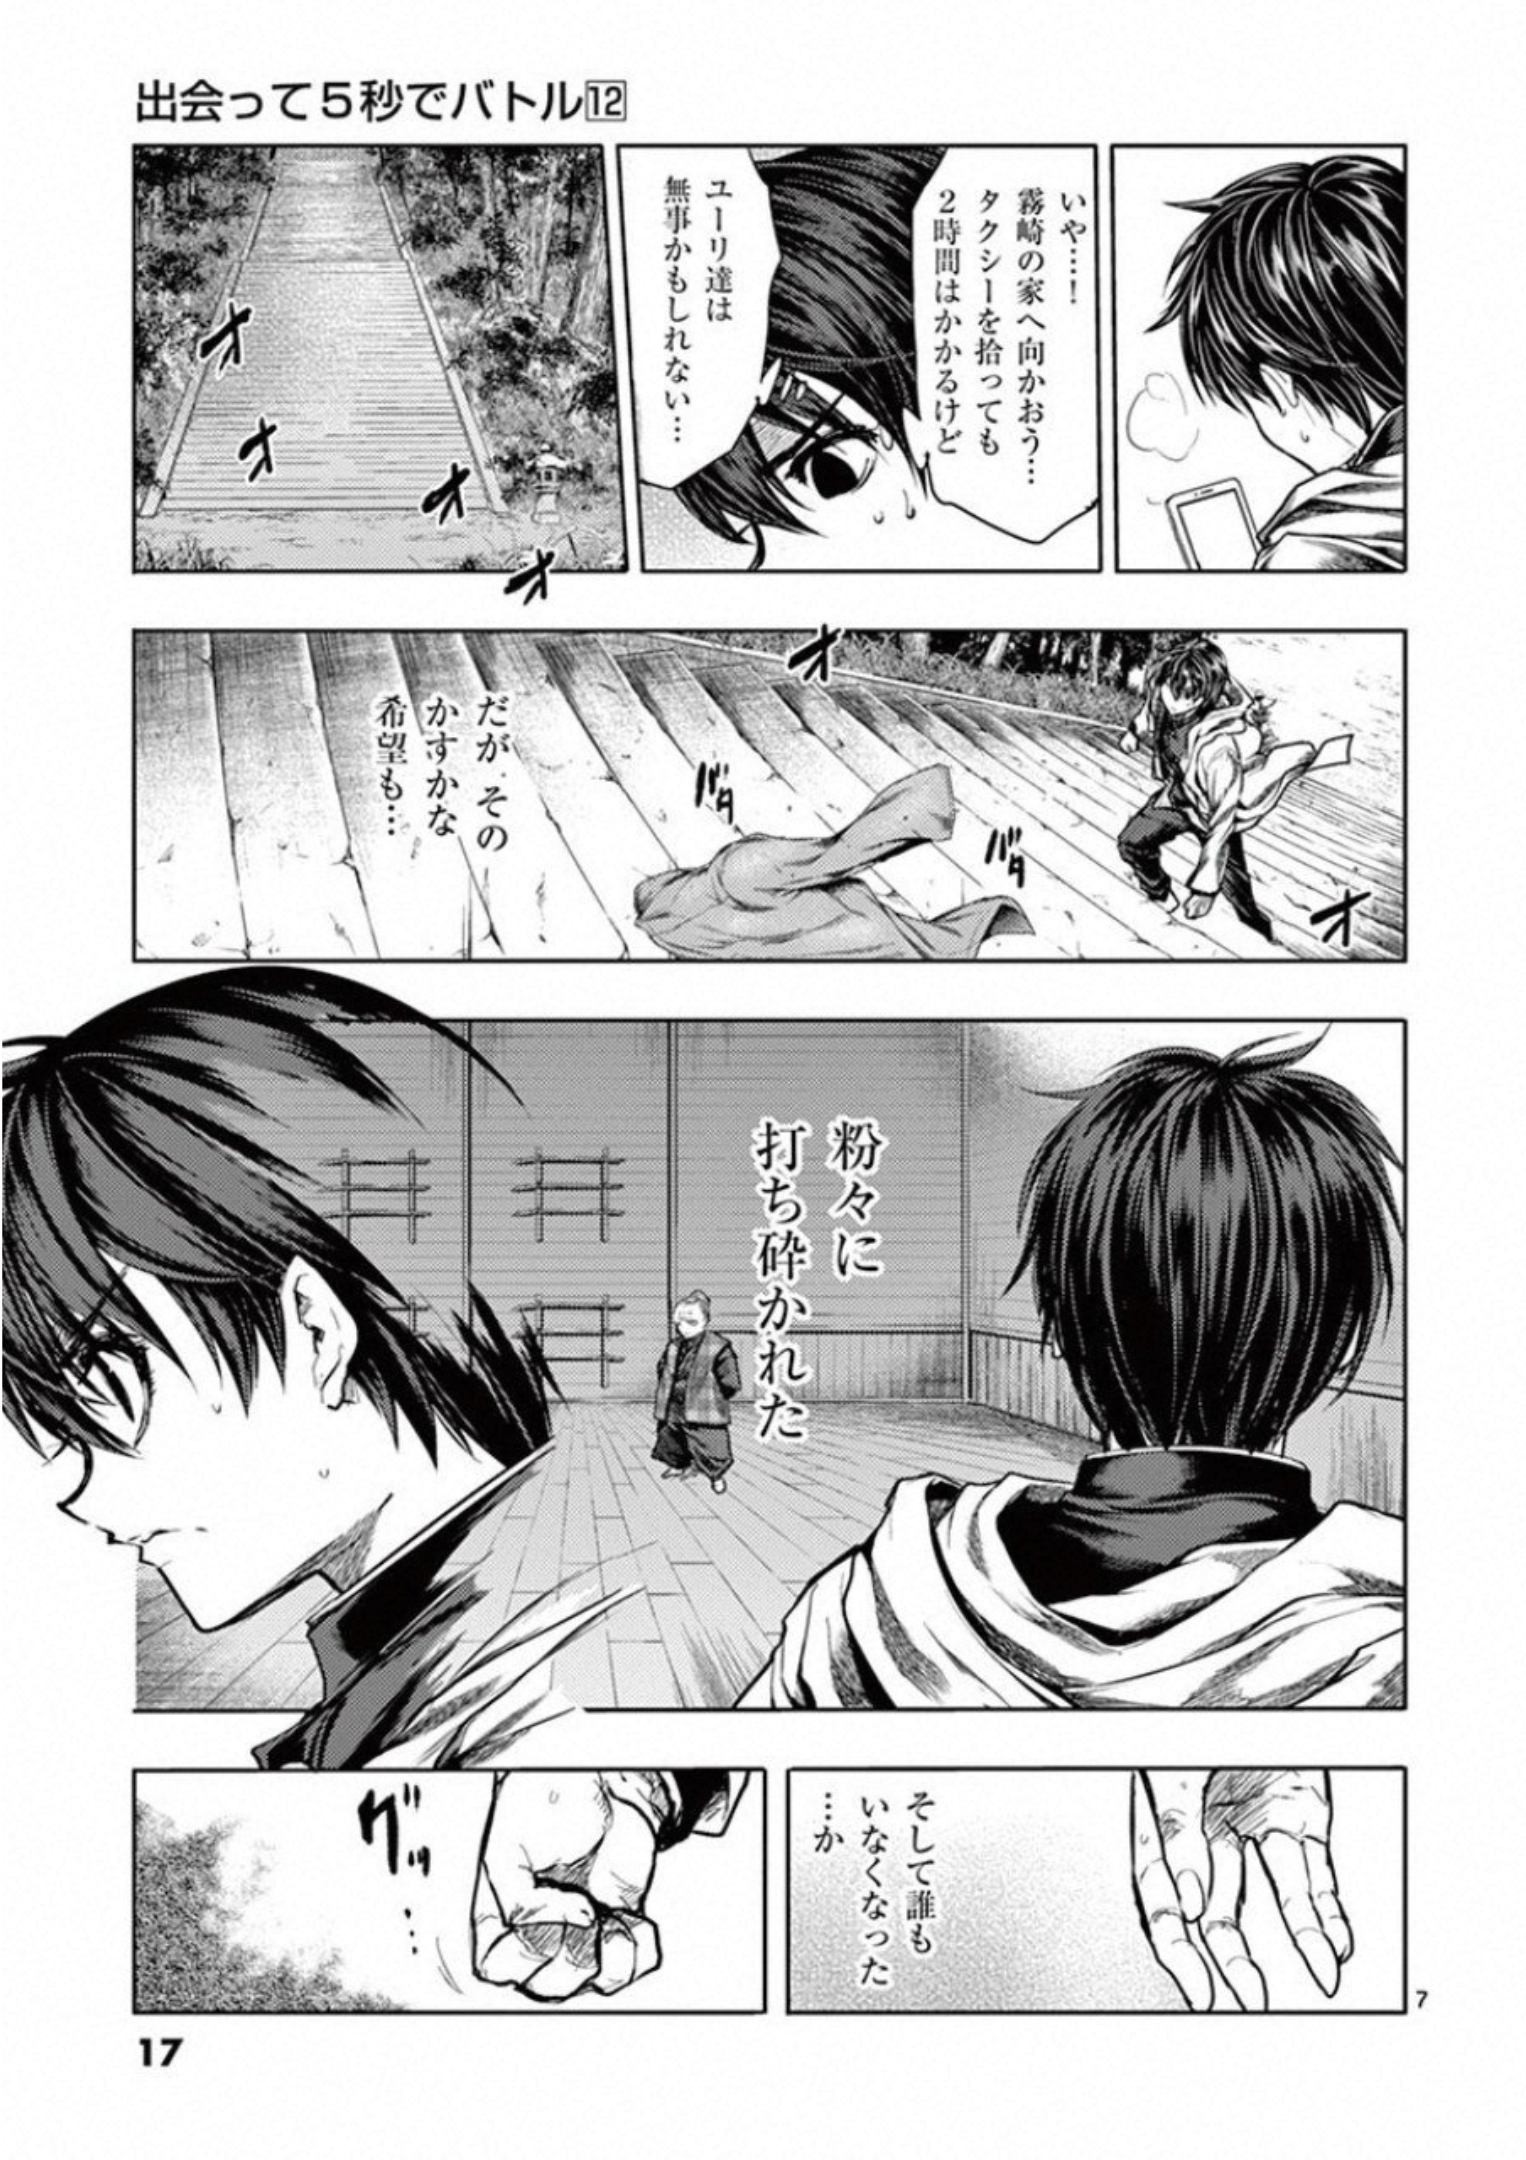 出会って5秒でバトル12
いや…！
霧崎の家へ向かおう…
タクシーを拾っても
2時間はかかるけど
ユーリ達は
無事かもしれない…
オ
オ
オ
オ
オ
オ
バタ
バタ
だが、その
かすかな
希望も…
粉々に
打ち砕かれた
そして誰も
いなくなった
…か
グッ…
7
17